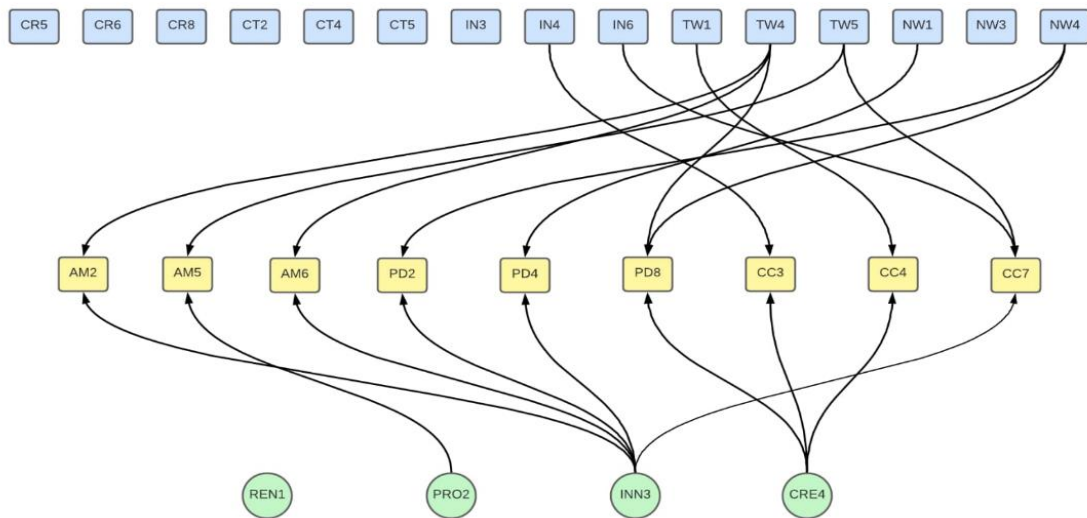 CR5 CR6 CR8 CT2 CT4 CT5 IN3 IN4 IN6 TW1 TW4 TW5 NW1 NW3 NW4
AM2 AM5 AM6 PD2 PD4 PD8 CC3 CC4 CC7
REN1 PRO2 INN3 CRE4